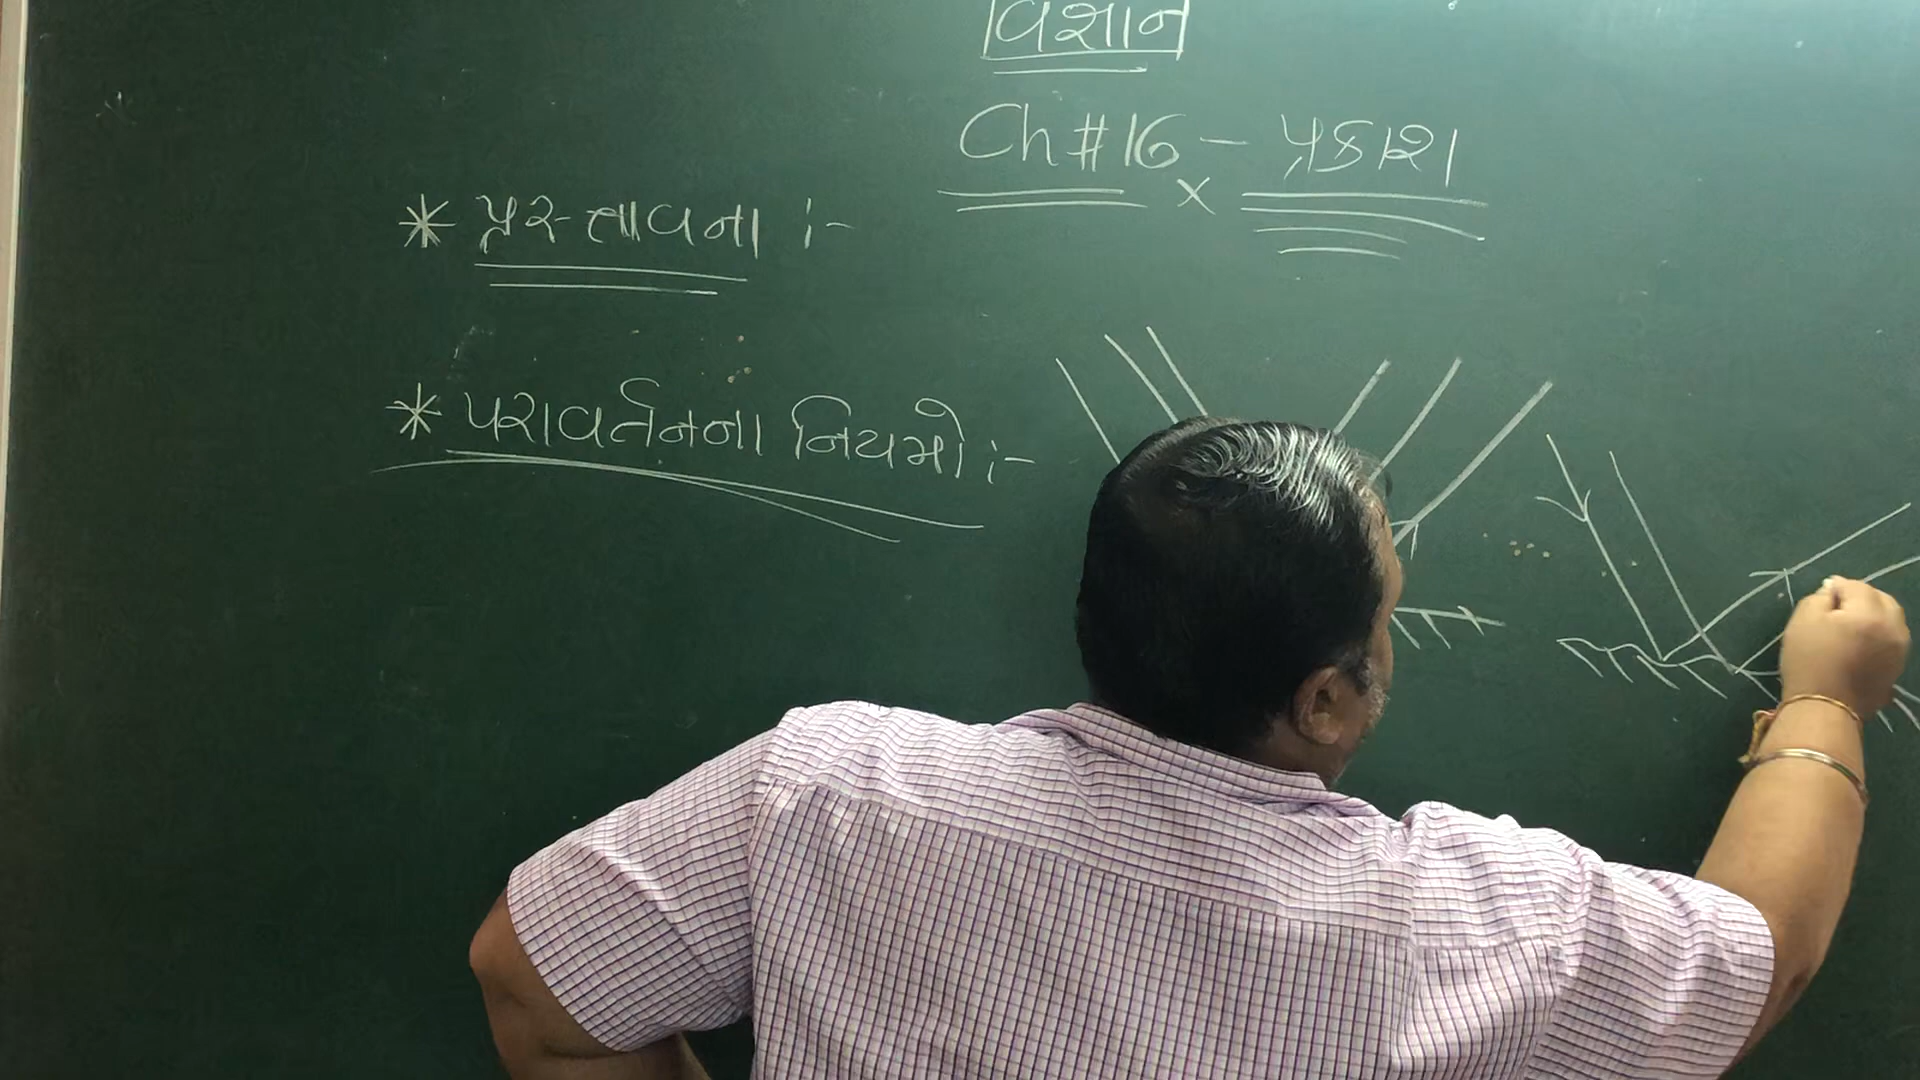 વિજ્ઞાન
Ch # 16 - પ્રકાશ
* પ્રસ્તાવના :-
* પરાવર્તનના નિયમો :-